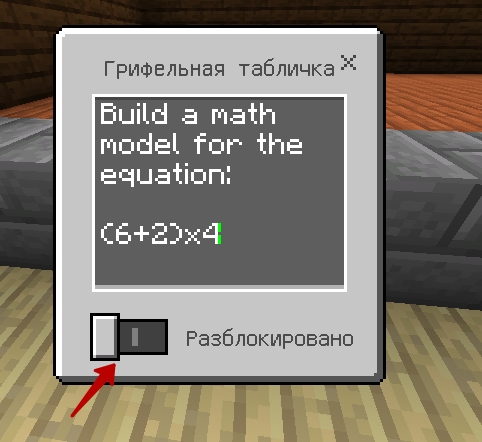 Грифельная табличка
Build a math
model for the
equation:
(6+2)x4
Разблокировано